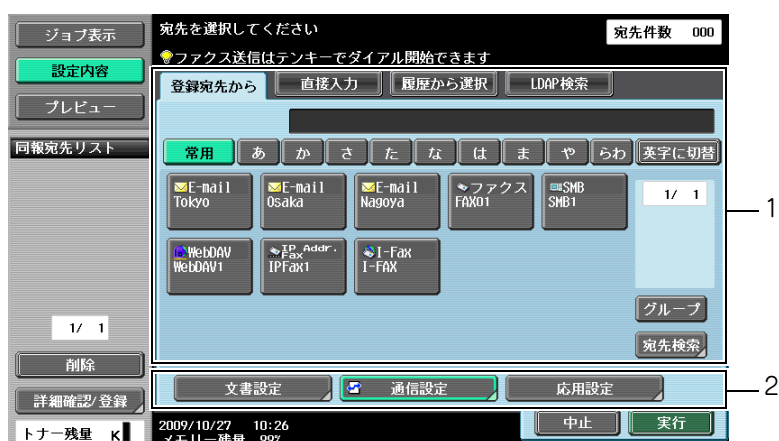 ジョブ表示
設定内容
プレビュー
同報宛先リスト
1/ 1
削除
詳細確認/登録
トナー残量 K
宛先を選択してください
宛先件数 000
ファクス送信はテンキーでダイアル開始できます
登録宛先から 直接入力 履歴から選択 LDAP検索
常用 あ か さ た な は ま や らわ 英字に切替
E-mail
Tokyo
E-mail
Osaka
E-mail
Nagoya
ファクス
FAX01
SMB
SMB1
1/ 1
WebDAV
WebDAV1
IP Addr.
Fax
IPFax1
I-Fax
I-FAX
グループ
宛先検索
文書設定 通信設定 応用設定
2009/10/27 10:26
メモリー残量 99%
中止 実行
1
2